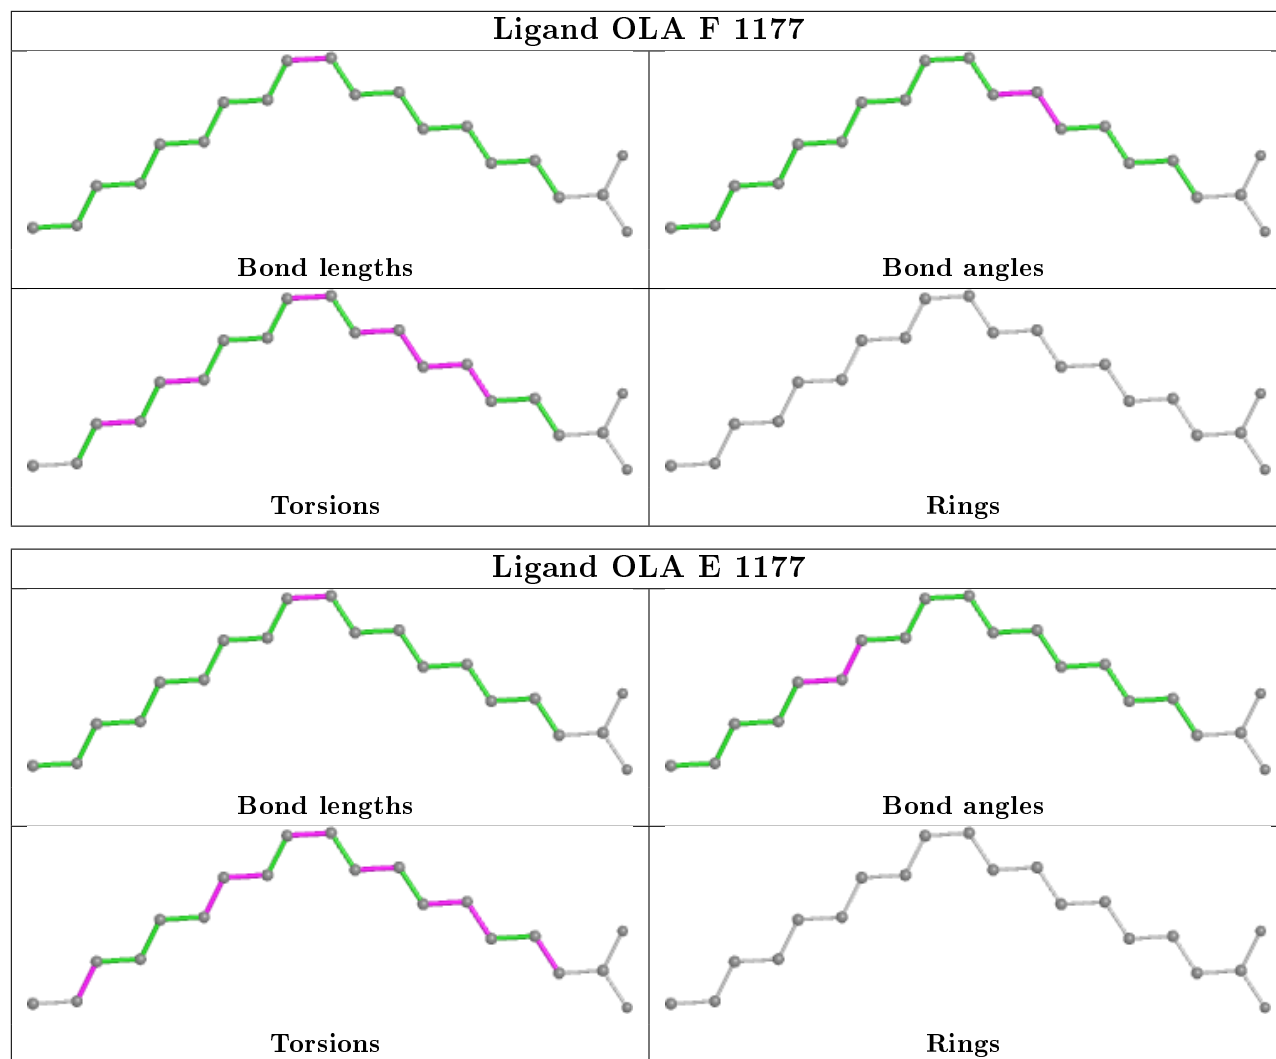 Ligand OLA F 1177
Bond lengths
Bond angles
Torsions
Rings
Ligand OLA E 1177
Bond lengths
Bond angles
Torsions
Rings